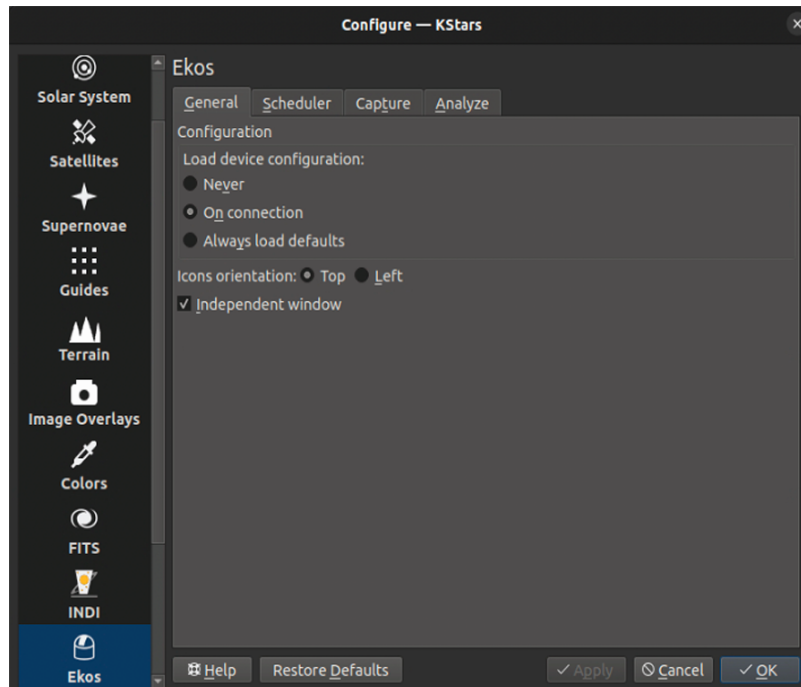 Configure — KStars
Solar System
Satellites
Supernovae
Guides
Terrain
Image Overlays
Colors
FITS
INDI
Ekos
Ekos
General Scheduler Capture Analyze
Configuration
Load device configuration:
Never
On connection
Always load defaults
Icons orientation: Top Left
Independent window
Help Restore Defaults Apply Cancel OK